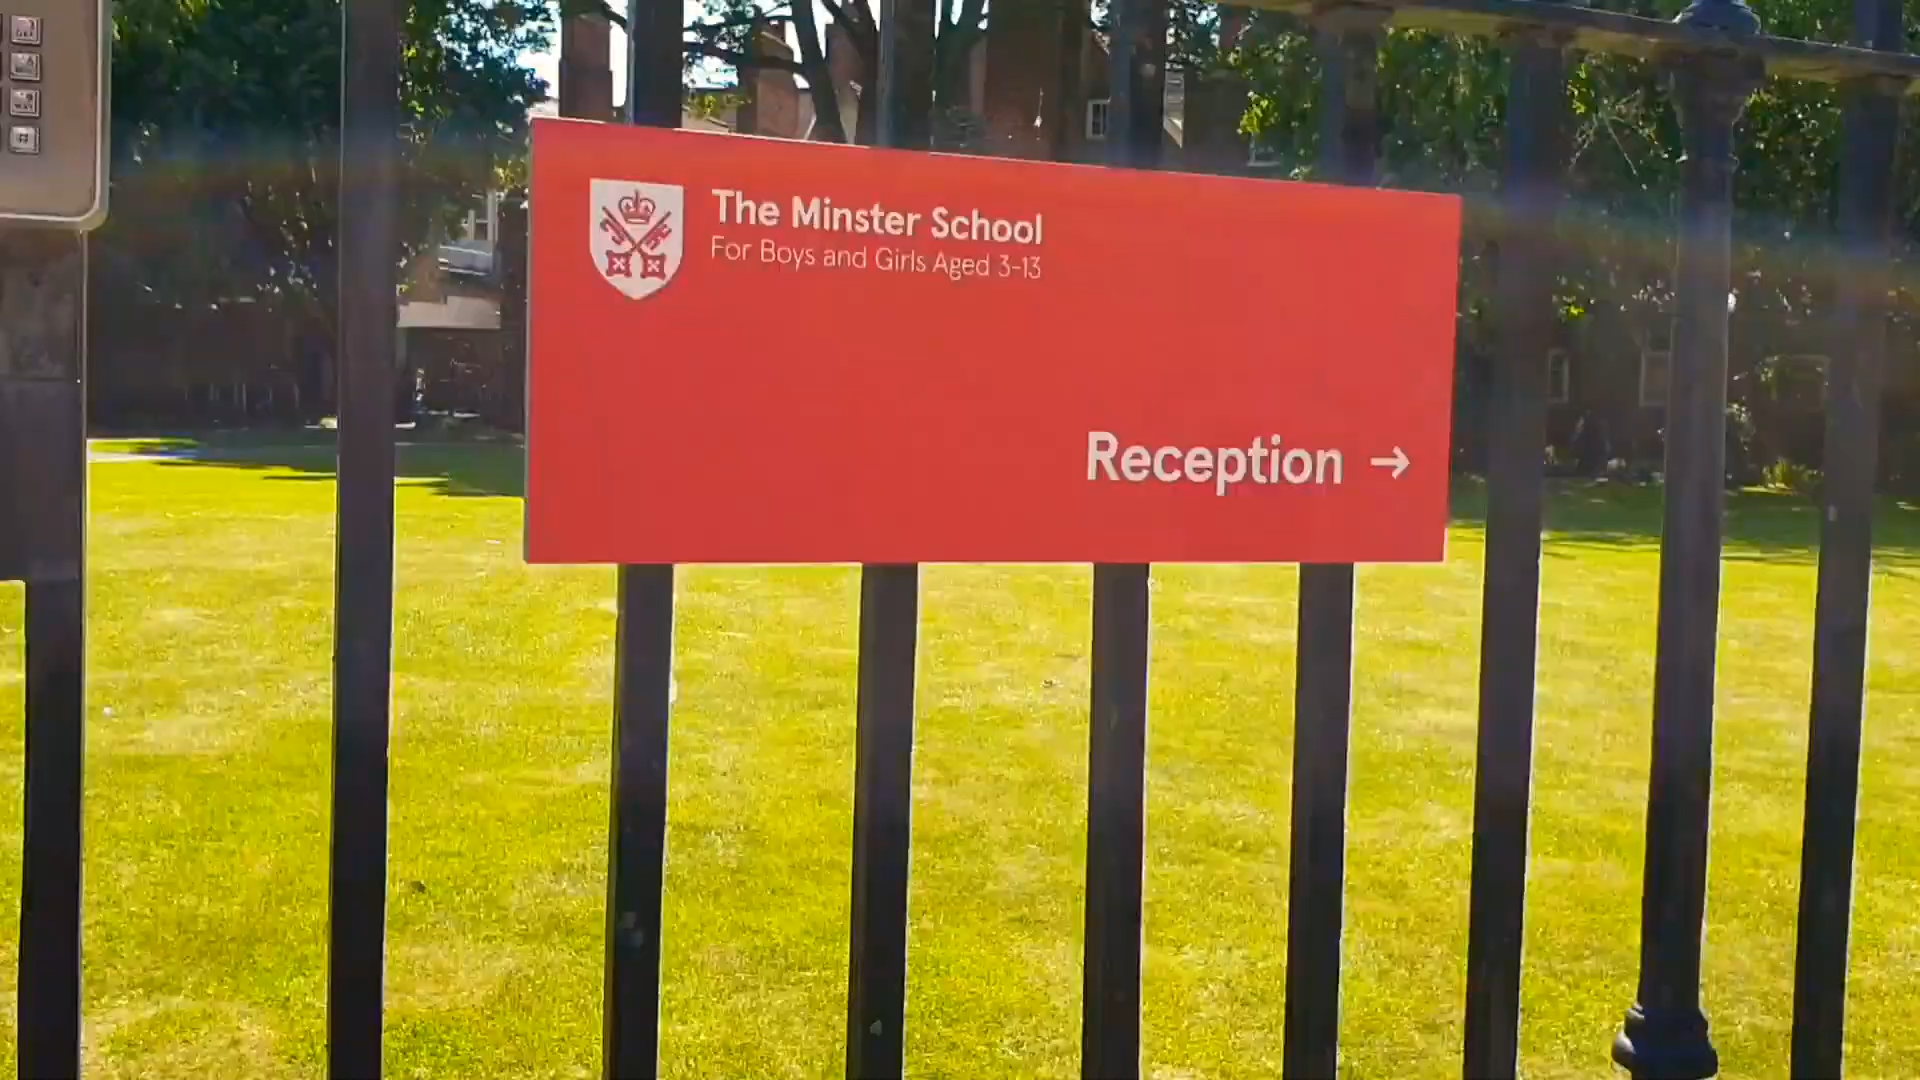 The Minster School
For Boys and Girls Aged 3-13
Reception →